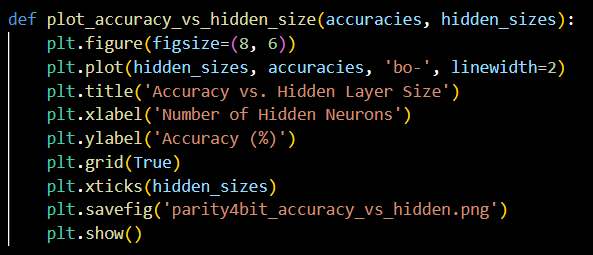 def plot_accuracy_vs_hidden_size(accuracies, hidden_sizes):
    plt.figure(figsize=(8, 6))
    plt.plot(hidden_sizes, accuracies, 'bo-', linewidth=2)
    plt.title('Accuracy vs. Hidden Layer Size')
    plt.xlabel('Number of Hidden Neurons')
    plt.ylabel('Accuracy (%)')
    plt.grid(True)
    plt.xticks(hidden_sizes)
    plt.savefig('parity4bit_accuracy_vs_hidden.png')
    plt.show()